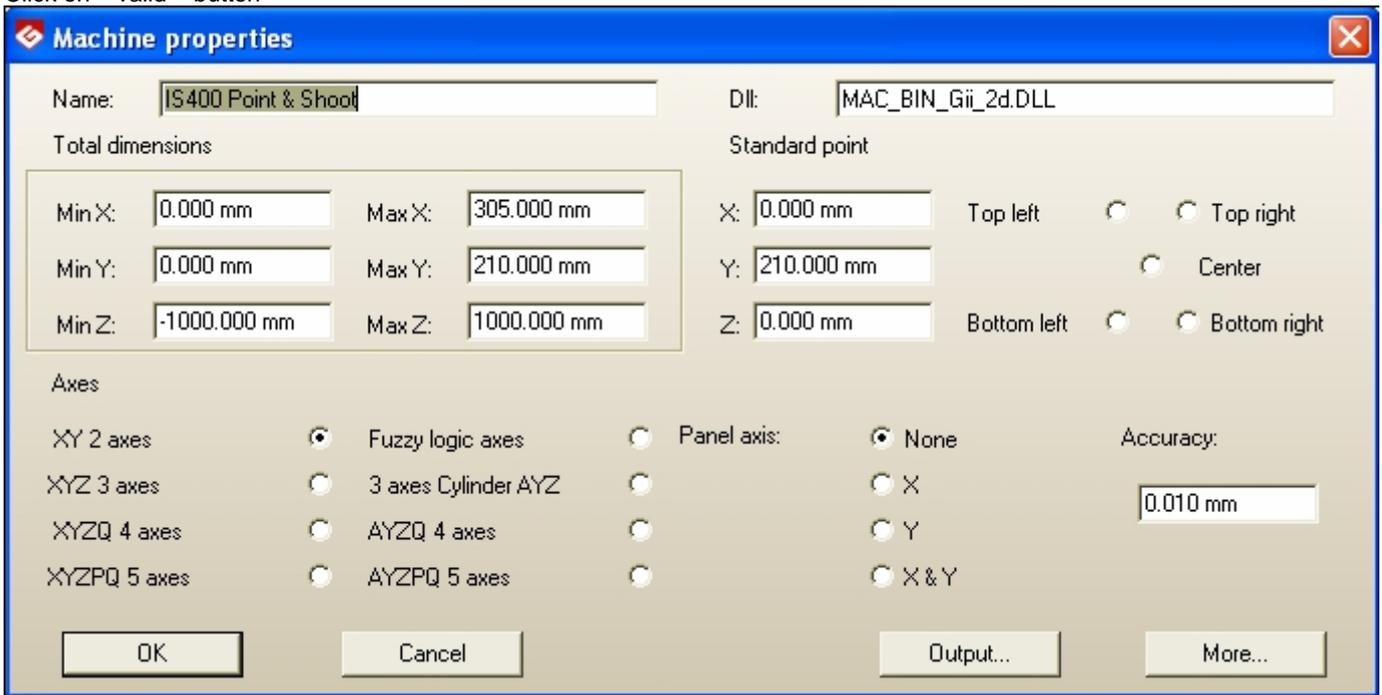 Click on "Valid" button
Machine properties
Name: IS400 Point & Shoot Dll: MAC_BIN_Gii_2d.DLL
Total dimensions Standard point
Min X: 0.000 mm Max X: 305.000 mm X: 0.000 mm Top left Top right
Min Y: 0.000 mm Max Y: 210.000 mm Y: 210.000 mm Center
Min Z: -1000.000 mm Max Z: 1000.000 mm Z: 0.000 mm Bottom left Bottom right
Axes
XY 2 axes Fuzzy logic axes Panel axis: None Accuracy:
XYZ 3 axes 3 axes Cylinder AYZ X
0.010 mm
XYZQ 4 axes AYZQ 4 axes Y
XYZPQ 5 axes AYZPQ 5 axes X & Y
OK Cancel Output... More...